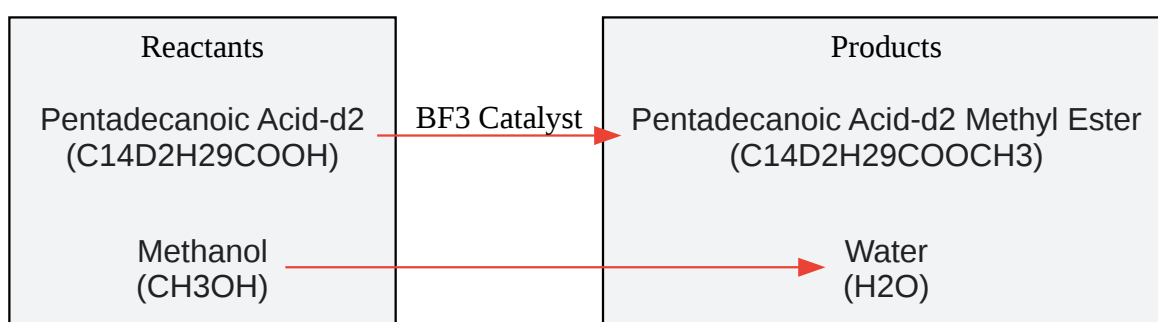 Reactants
Pentadecanoic Acid-d2
(C14D2H29COOH)
Methanol
(CH3OH)
BF3 Catalyst
Products
Pentadecanoic Acid-d2 Methyl Ester
(C14D2H29COOCH3)
Water
(H2O)